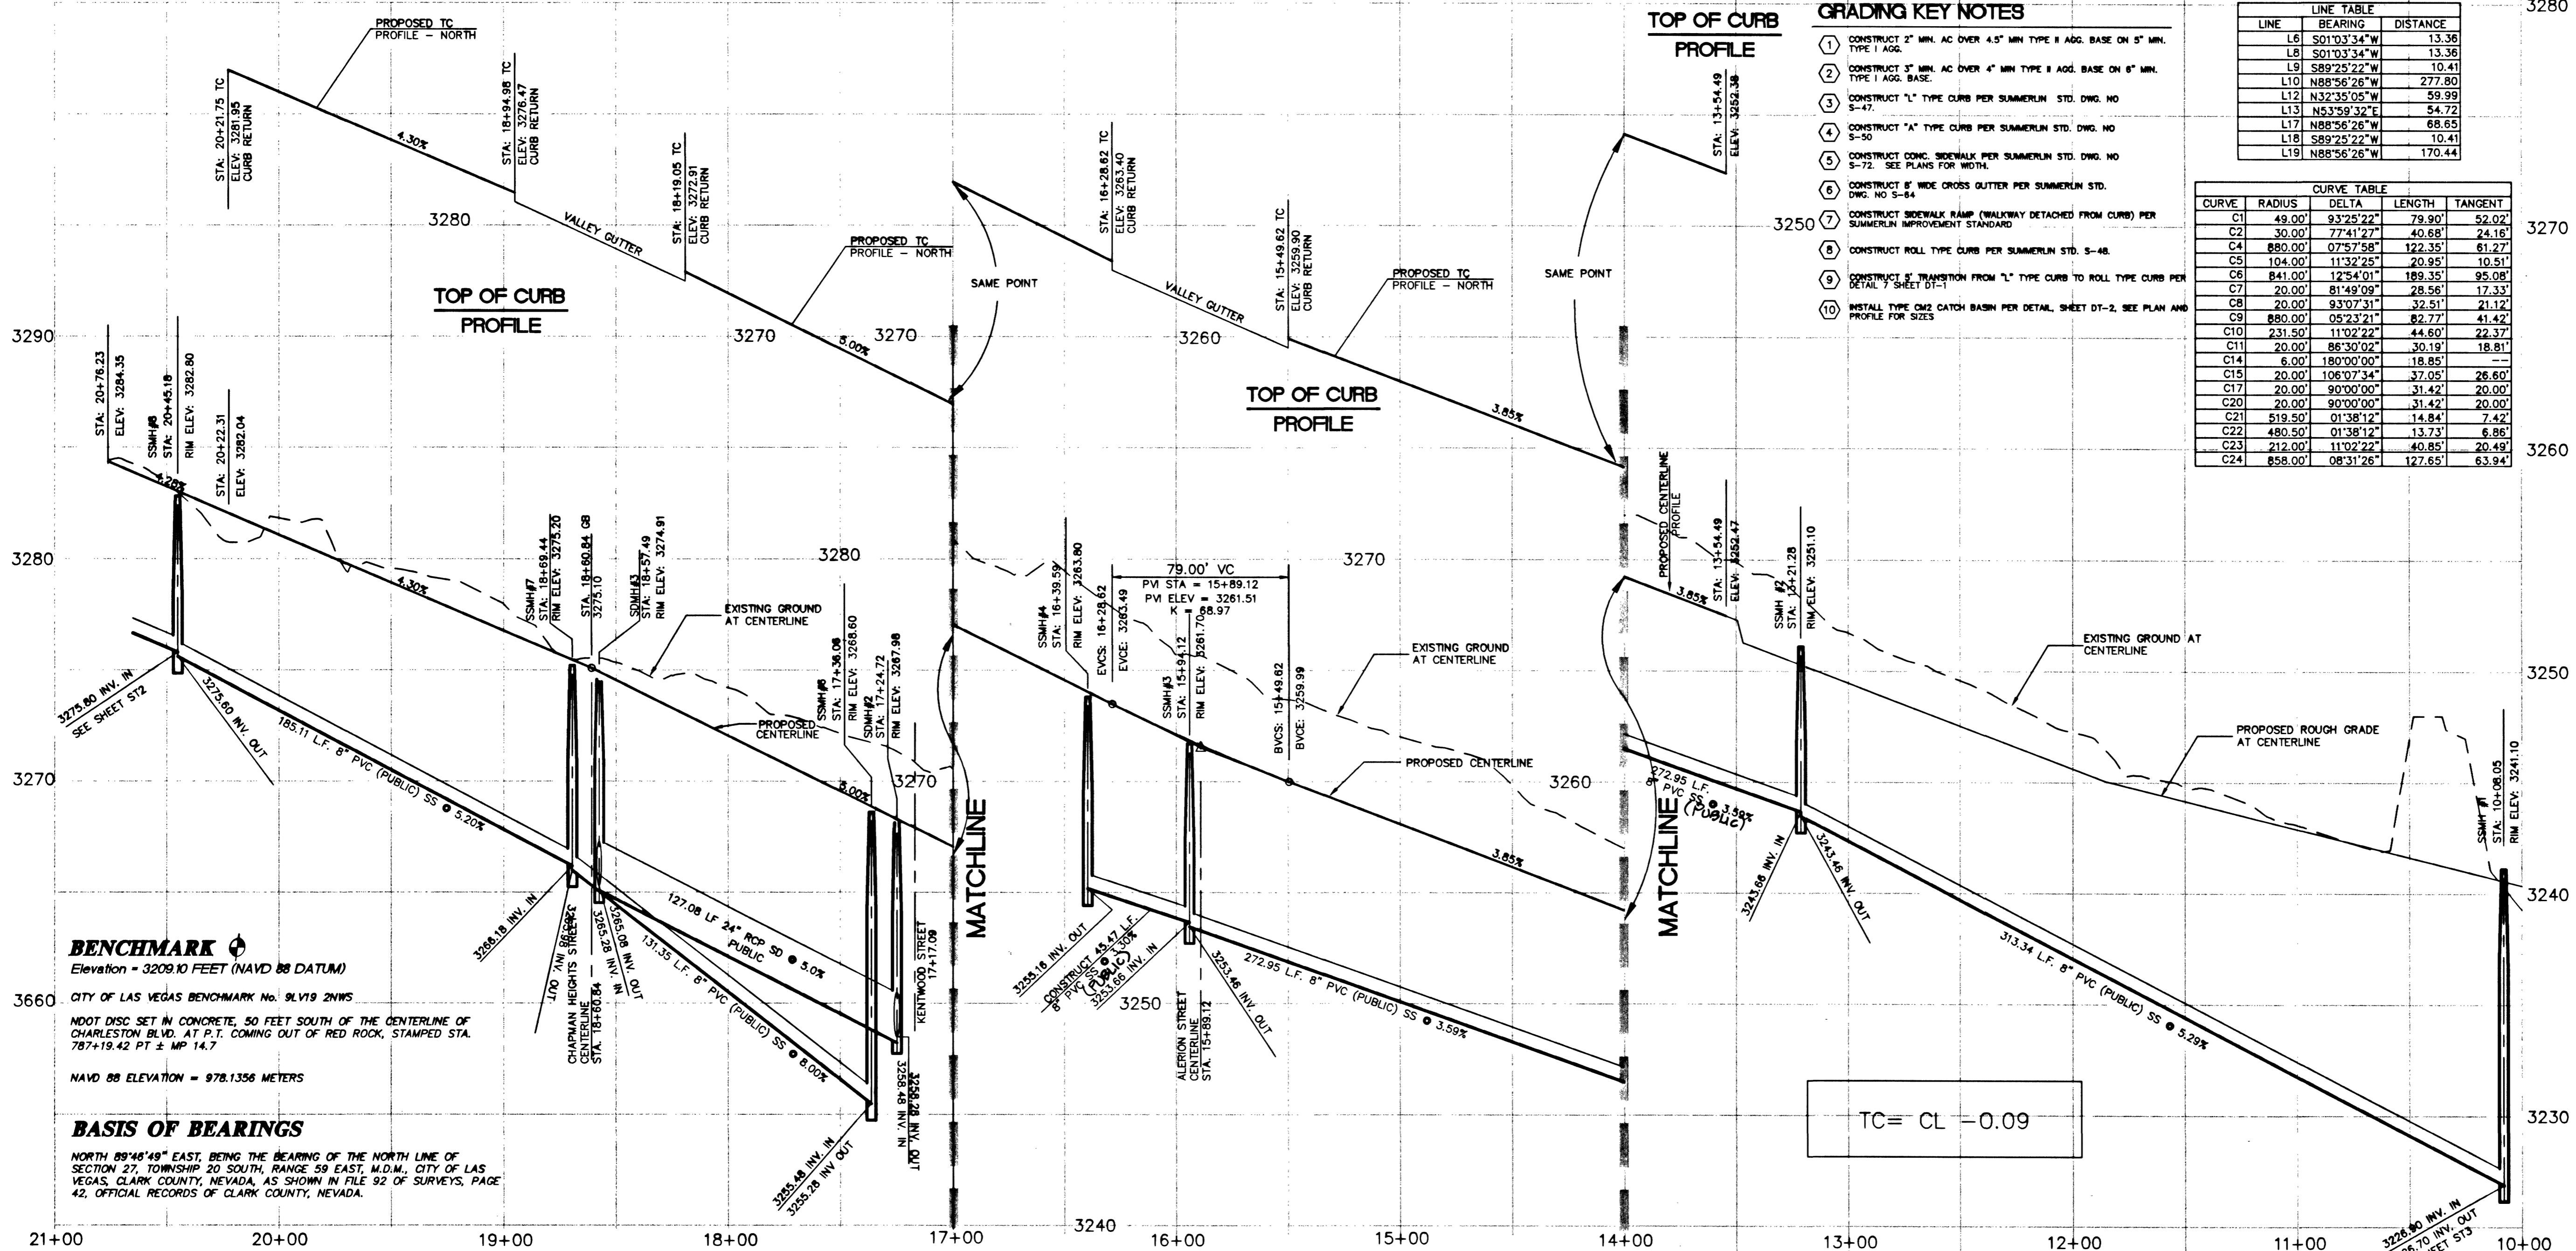 PROPOSED TC
PROFILE - NORTH
STA: 20+21.75 TC
ELEV: 3281.95
CURB RETURN
4.30%
STA: 18+94.98 TC
ELEV: 3276.47
CURB RETURN
3280
VALLEY GUTTER
STA: 18+19.05 TC
ELEV: 3272.91
CURB RETURN
PROPOSED TC
PROFILE - NORTH
TOP OF CURB
PROFILE
3270
3270
5.00%
SAME POINT
STA: 16+28.62 TC
ELEV: 3263.40
CURB RETURN
VALLEY GUTTER
STA: 15+49.62 TC
ELEV: 3259.90
CURB RETURN
3260
PROPOSED TC
PROFILE - NORTH
TOP OF CURB
PROFILE
3.85%
SAME POINT
TOP OF CURB
PROFILE
STA: 13+54.49
ELEV: 3252.38
3250
GRADING KEY NOTES
1 CONSTRUCT 2" MIN. AC OVER 4.5" MIN TYPE II AGG. BASE ON 5" MIN.
TYPE I AGG.
2 CONSTRUCT 3" MIN. AC OVER 4" MIN TYPE II AGG. BASE ON 6" MIN.
TYPE I AGG. BASE.
3 CONSTRUCT "L" TYPE CURB PER SUMMERLIN STD. DWG. NO
S-47.
4 CONSTRUCT "A" TYPE CURB PER SUMMERLIN STD. DWG. NO
S-50
5 CONSTRUCT CONC. SIDEWALK PER SUMMERLIN STD. DWG. NO
S-72. SEE PLANS FOR WIDTH.
6 CONSTRUCT 8' WIDE CROSS GUTTER PER SUMMERLIN STD.
DWG. NO S-64
7 CONSTRUCT SIDEWALK RAMP (WALKWAY DETACHED FROM CURB) PER
SUMMERLIN IMPROVEMENT STANDARD
8 CONSTRUCT ROLL TYPE CURB PER SUMMERLIN STD. S-48.
9 CONSTRUCT 5' TRANSITION FROM "L" TYPE CURB TO ROLL TYPE CURB PER
DETAIL 7 SHEET DT-1
10 INSTALL TYPE CM2 CATCH BASIN PER DETAIL, SHEET DT-2, SEE PLAN AND
PROFILE FOR SIZES
LINE TABLE
LINE BEARING DISTANCE
L6 S01°03'34"W 13.36
L8 S01°03'34"W 13.36
L9 S89°25'22"W 10.41
L10 N88°56'26"W 277.80
L12 N32°35'05"W 59.99
L13 N53°59'32"E 54.72
L17 N88°56'26"W 68.65
L18 S89°25'22"W 10.41
L19 N88°56'26"W 170.44
CURVE TABLE
CURVE RADIUS DELTA LENGTH TANGENT
C1 49.00' 93°25'22" 79.90' 52.02'
C2 30.00' 77°41'27" 40.68' 24.16'
C4 880.00' 07°57'58" 122.35' 61.27'
C5 104.00' 11°32'25" 20.95' 10.51'
C6 841.00' 12°54'01" 189.35' 95.08'
C7 20.00' 81°49'09" 28.56' 17.33'
C8 20.00' 93°07'31" 32.51' 21.12'
C9 880.00' 05°23'21" 82.77' 41.42'
C10 231.50' 11°02'22" 44.60' 22.37'
C11 20.00' 86°30'02" 30.19' 18.81'
C14 6.00' 180°00'00" 18.85' --
C15 20.00' 106°07'34" 37.05' 26.60'
C17 20.00' 90°00'00" 31.42' 20.00'
C20 20.00' 90°00'00" 31.42' 20.00'
C21 519.50' 01°38'12" 14.84' 7.42'
C22 480.50' 01°38'12" 13.73' 6.86'
C23 212.00' 11°02'22" 40.85' 20.49'
C24 858.00' 08°31'26" 127.65' 63.94'
3280
3270
3260
3250
3240
3230
3290
3280
3270
3660
STA: 20+76.23
ELEV: 3284.35
SSMH#8
STA: 20+45.18
RIM ELEV: 3282.80
STA: 20+22.31
ELEV: 3282.04
4.28%
4.30%
3275.80 INV. IN
SEE SHEET ST2
3275.60 INV. OUT
185.11 L.F. 8" PVC (PUBLIC) SS @ 5.20%
SSMH#7
STA: 18+69.44
RIM ELEV: 3275.20
STA. 18+60.84 GB
3275.10
SDMH#3
STA: 18+57.49
RIM ELEV: 3274.91
EXISTING GROUND
AT CENTERLINE
3280
PROPOSED
CENTERLINE
SSMH#6
STA: 17+36.06
RIM ELEV: 3268.60
SDMH#2
STA: 17+24.72
RIM ELEV: 3267.98
5.00%
3270
3266.18 INV. IN
INV. OUT
CHAPMAN HEIGHTS STREET
CENTERLINE
STA. 18+60.84
3265.28 INV. IN
3265.08 INV. OUT
127.08 LF 24" RCP SD @ 5.0%
PUBLIC
131.35 L.F. 8" PVC (PUBLIC) SS @ 8.00%
KENTWOOD STREET
17+17.09
3258.48 INV. IN
3258.28 INV. OUT
3255.48 INV. IN
3255.28 INV OUT
MATCHLINE
SSMH#4
STA: 16+39.59
RIM ELEV: 3263.80
EVCS: 16+28.62
EVCE: 3263.49
79.00' VC
PVI STA = 15+89.12
PVI ELEV = 3261.51
K = 68.97
SSMH#3
STA: 15+94.12
RIM ELEV: 3261.70
BVCS: 15+49.62
BVCE: 3259.99
3270
EXISTING GROUND
AT CENTERLINE
PROPOSED CENTERLINE
3260
3.85%
3255.16 INV. OUT
CONSTRUCT 45.47 L.F.
8" PVC SS @ 3.30%
(PUBLIC)
3253.66 INV. IN
3250
ALERION STREET
CENTERLINE
STA. 15+89.12
3253.46 INV. OUT
272.95 L.F. 8" PVC (PUBLIC) SS @ 3.59%
3240
MATCHLINE
PROPOSED CENTERLINE
PROFILE
3.85%
STA: 13+54.49
ELEV: 3252.47
SSMH #2
STA: 13+21.28
RIM ELEV: 3251.10
272.95 L.F.
8" PVC SS @ 3.59%
(PUBLIC)
3243.66 INV. IN
3243.46 INV. OUT
EXISTING GROUND AT
CENTERLINE
PROPOSED ROUGH GRADE
AT CENTERLINE
313.34 L.F. 8" PVC (PUBLIC) SS @ 5.29%
SSMH #1
STA: 10+08.05
RIM ELEV: 3241.10
3226.90 INV. IN
INV. OUT
ST3
TC= CL -0.09
BENCHMARK
Elevation = 3209.10 FEET (NAVD 88 DATUM)
CITY OF LAS VEGAS BENCHMARK No. 9LV19 2NWS
NDOT DISC SET IN CONCRETE, 50 FEET SOUTH OF THE CENTERLINE OF
CHARLESTON BLVD. AT P.T. COMING OUT OF RED ROCK, STAMPED STA.
787+19.42 PT ± MP 14.7
NAVD 88 ELEVATION = 978.1356 METERS
BASIS OF BEARINGS
NORTH 89°46'49" EAST, BEING THE BEARING OF THE NORTH LINE OF
SECTION 27, TOWNSHIP 20 SOUTH, RANGE 59 EAST, M.D.M., CITY OF LAS
VEGAS, CLARK COUNTY, NEVADA, AS SHOWN IN FILE 92 OF SURVEYS, PAGE
42, OFFICIAL RECORDS OF CLARK COUNTY, NEVADA.
21+00 20+00 19+00 18+00 17+00 16+00 15+00 14+00 13+00 12+00 11+00 10+00